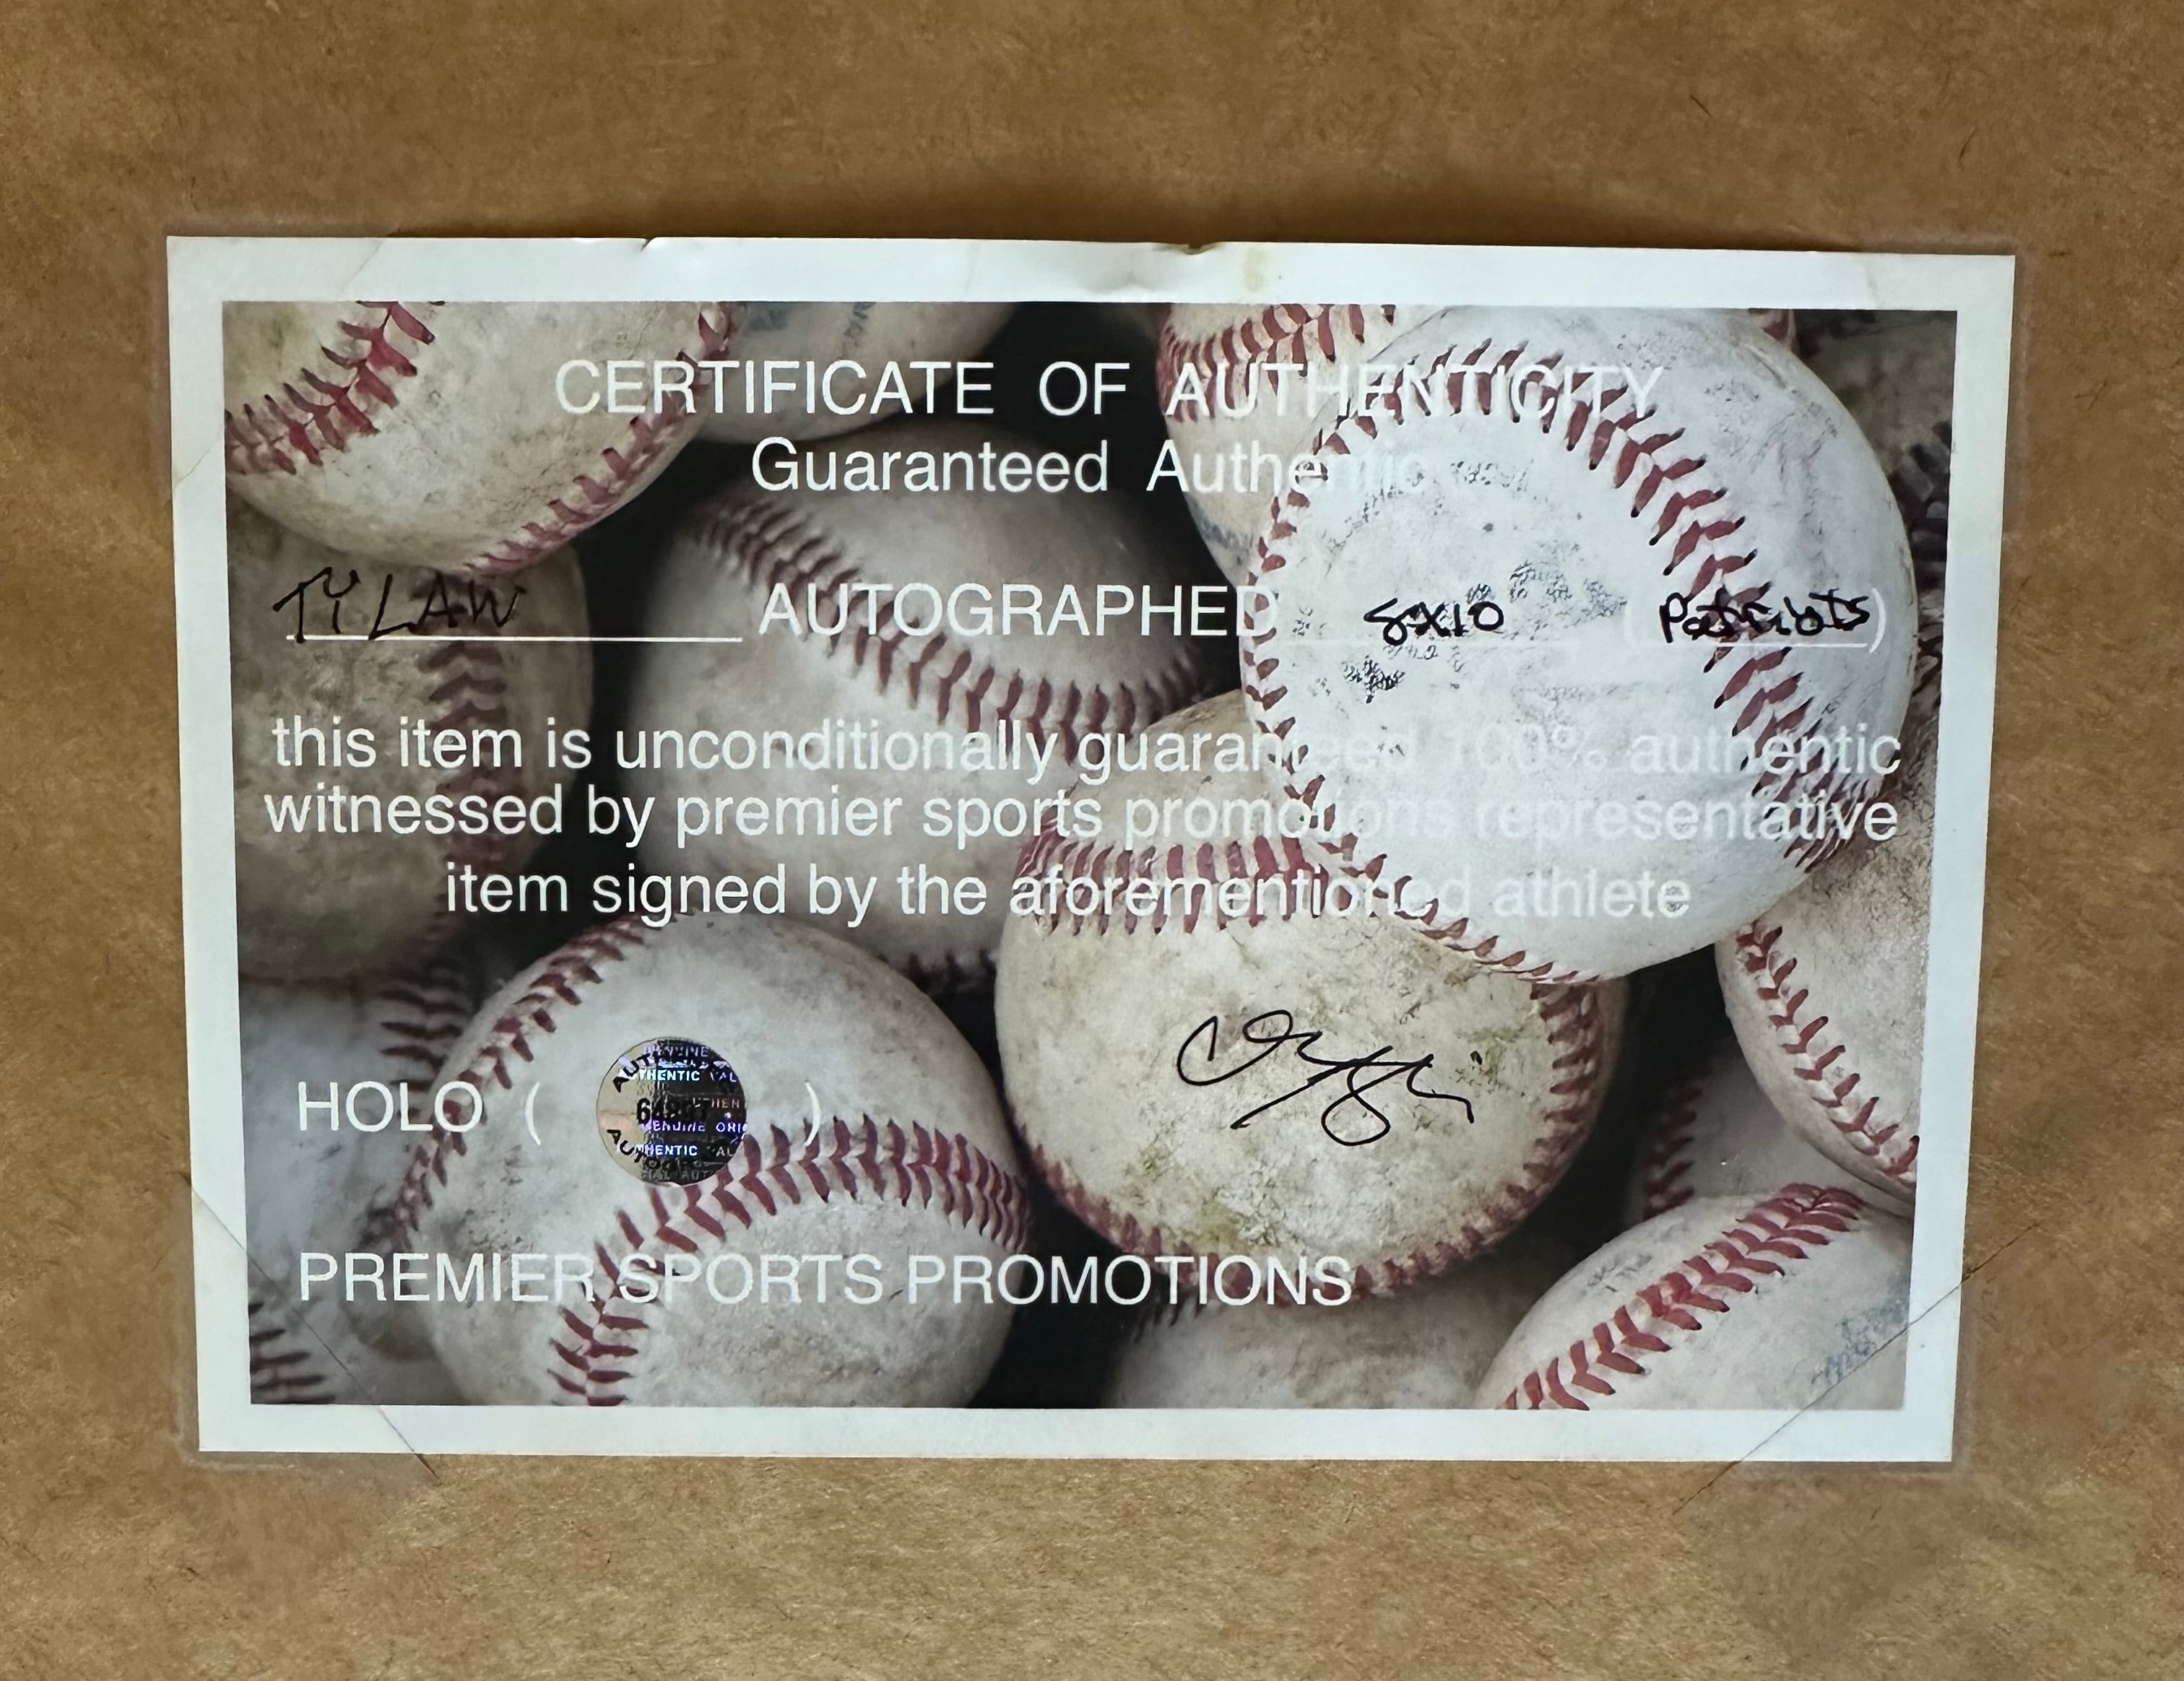 CERTIFICATE OF AUTHENTICITY
Guaranteed Authentic
TY LAW AUTOGRAPHED 8X10 (Patriots)
this item is unconditionally guaranteed 100% authentic
witnessed by premier sports promotions representative
item signed by the aforementioned athlete
HOLO ( )
PREMIER SPORTS PROMOTIONS